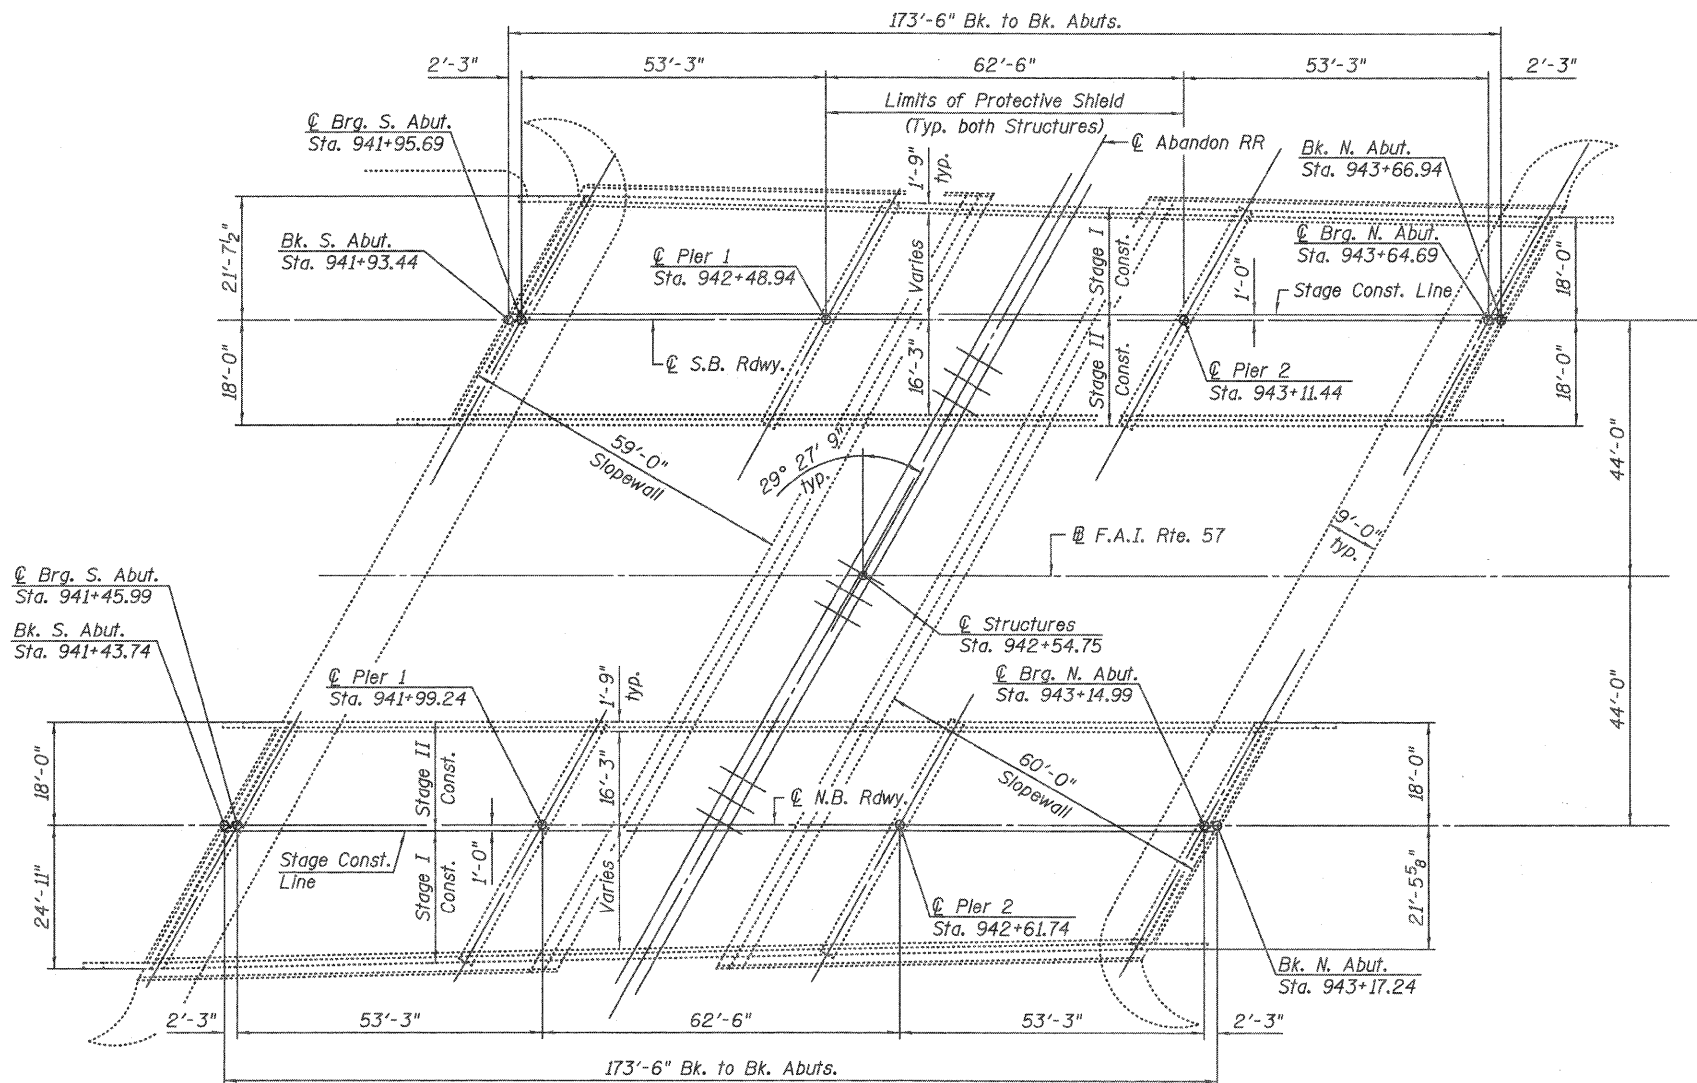 173'-6" Bk. to Bk. Abuts.
2'-3" 53'-3" 62'-6" 53'-3" 2'-3"
Limits of Protective Shield
(Typ. both Structures)
℄ Abandon RR
℄ Brg. S. Abut.
Sta. 941+95.69
Bk. N. Abut.
Sta. 943+66.94
1'-9"
typ.
21'-7½"
Bk. S. Abut.
Sta. 941+93.44
℄ Pier 1
Sta. 942+48.94
Varies
Stage I
Const.
℄ Brg. N. Abut.
Sta. 943+64.69
1'-0"
Stage Const. Line
18'-0"
18'-0"
℄ S.B. Rdwy.
16'-3"
Stage II
Const.
℄ Pier 2
Sta. 943+11.44
18'-0"
59'-0"
Slopewall
29° 27' 9"
typ.
44'-0"
9'-0"
typ.
℄ F.A.I. Rte. 57
℄ Brg. S. Abut.
Sta. 941+45.99
Bk. S. Abut.
Sta. 941+43.74
℄ Structures
Sta. 942+54.75
℄ Pier 1
Sta. 941+99.24
1'-9"
typ.
℄ Brg. N. Abut.
Sta. 943+14.99
44'-0"
18'-0"
Stage II
Const.
16'-3"
℄ N.B. Rdwy.
60'-0"
Slopewall
18'-0"
Stage Const.
Line
24'-11"
Stage I
Const.
1'-0"
Varies
℄ Pier 2
Sta. 942+61.74
21'-5⅝"
Bk. N. Abut.
Sta. 943+17.24
2'-3" 53'-3" 62'-6" 53'-3" 2'-3"
173'-6" Bk. to Bk. Abuts.